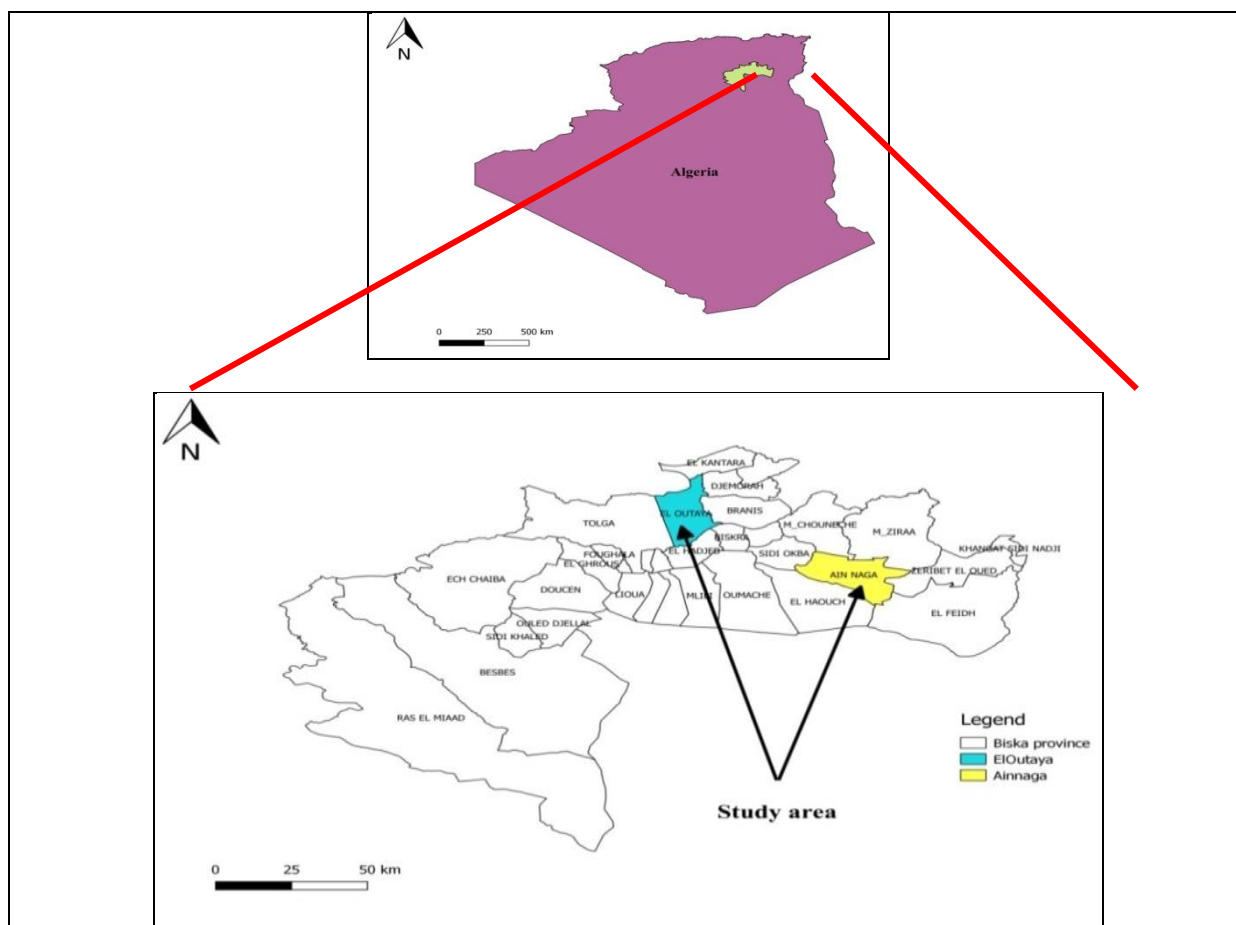 N
Algeria
0 250 500 km
N
EL KANTARA
DJEMORAH
EL OUTAYA
BRANIS
TOLGA
M_CHOUNECHE
M_ZIRAA
BISKRA
FOUGHALA
EL HADJEB
SIDI OKBA
KHANGAT SIDI NADJI
EL GHROUS
AIN NAGA
ZERIBET EL OUED
ECH CHAIBA
DOUCEN
LIOUA
MLILI
OUMACHE
EL HAOUCH
EL FEIDH
OULED DJELLAL
SIDI KHALED
BESBES
RAS EL MIAAD
Legend
Biska province
ElOutaya
Ainnaga
Study area
0 25 50 km